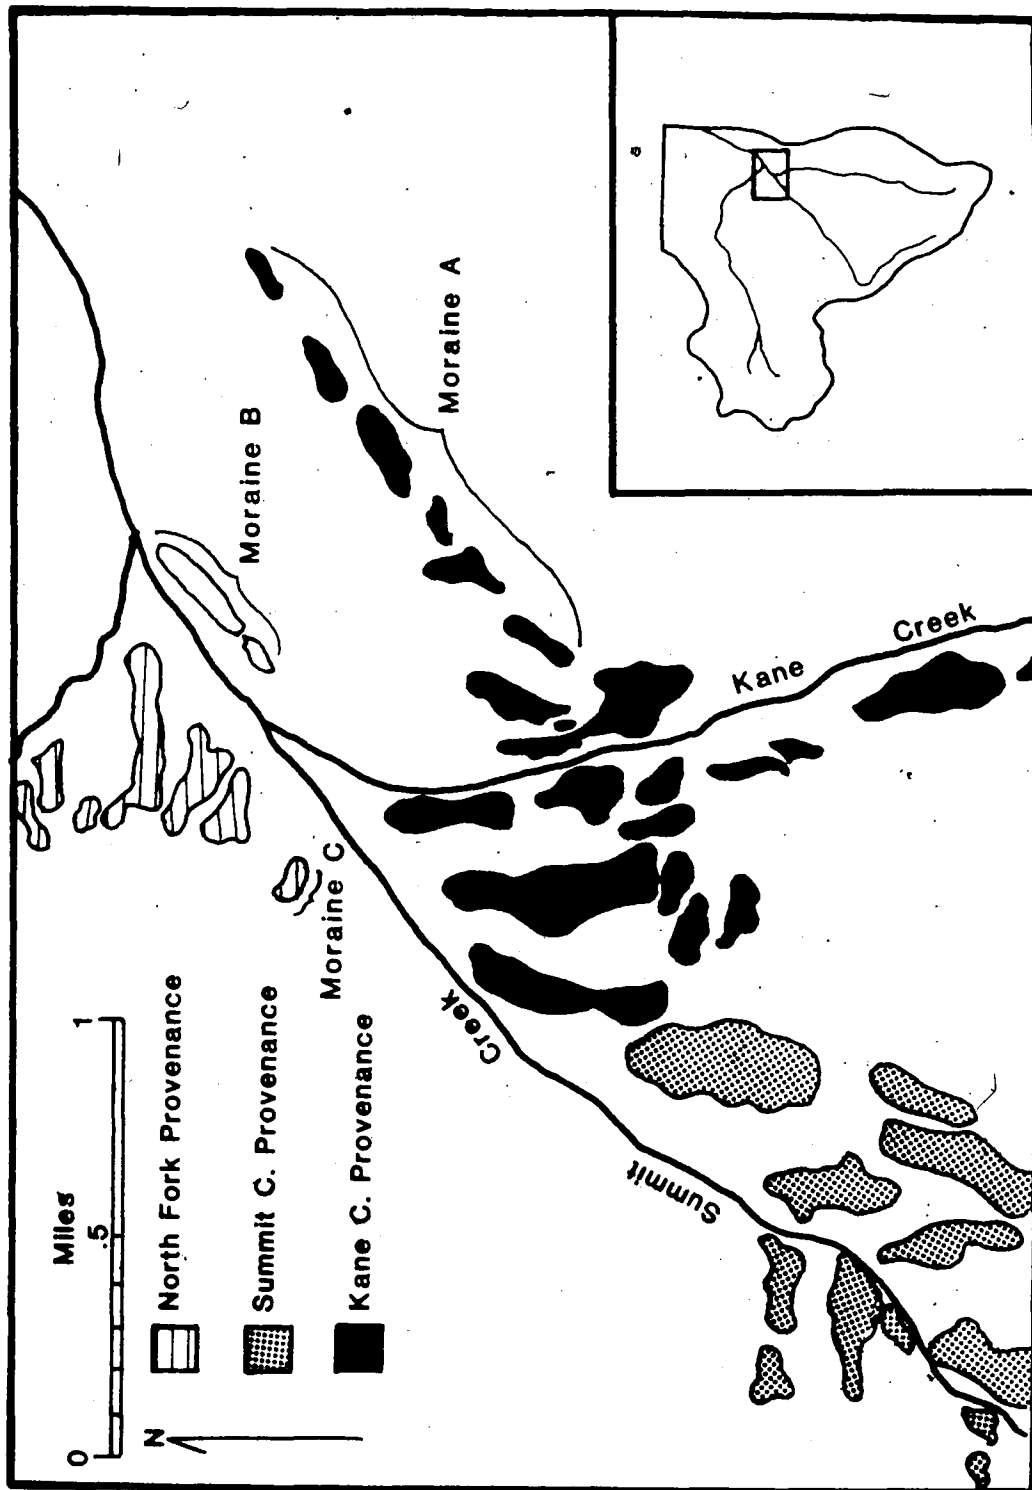 Miles
0 .5 1
N
North Fork Provenance
Summit C. Provenance
Kane C. Provenance
Moraine C
Moraine B
Moraine A
Summit Creek
Kane Creek